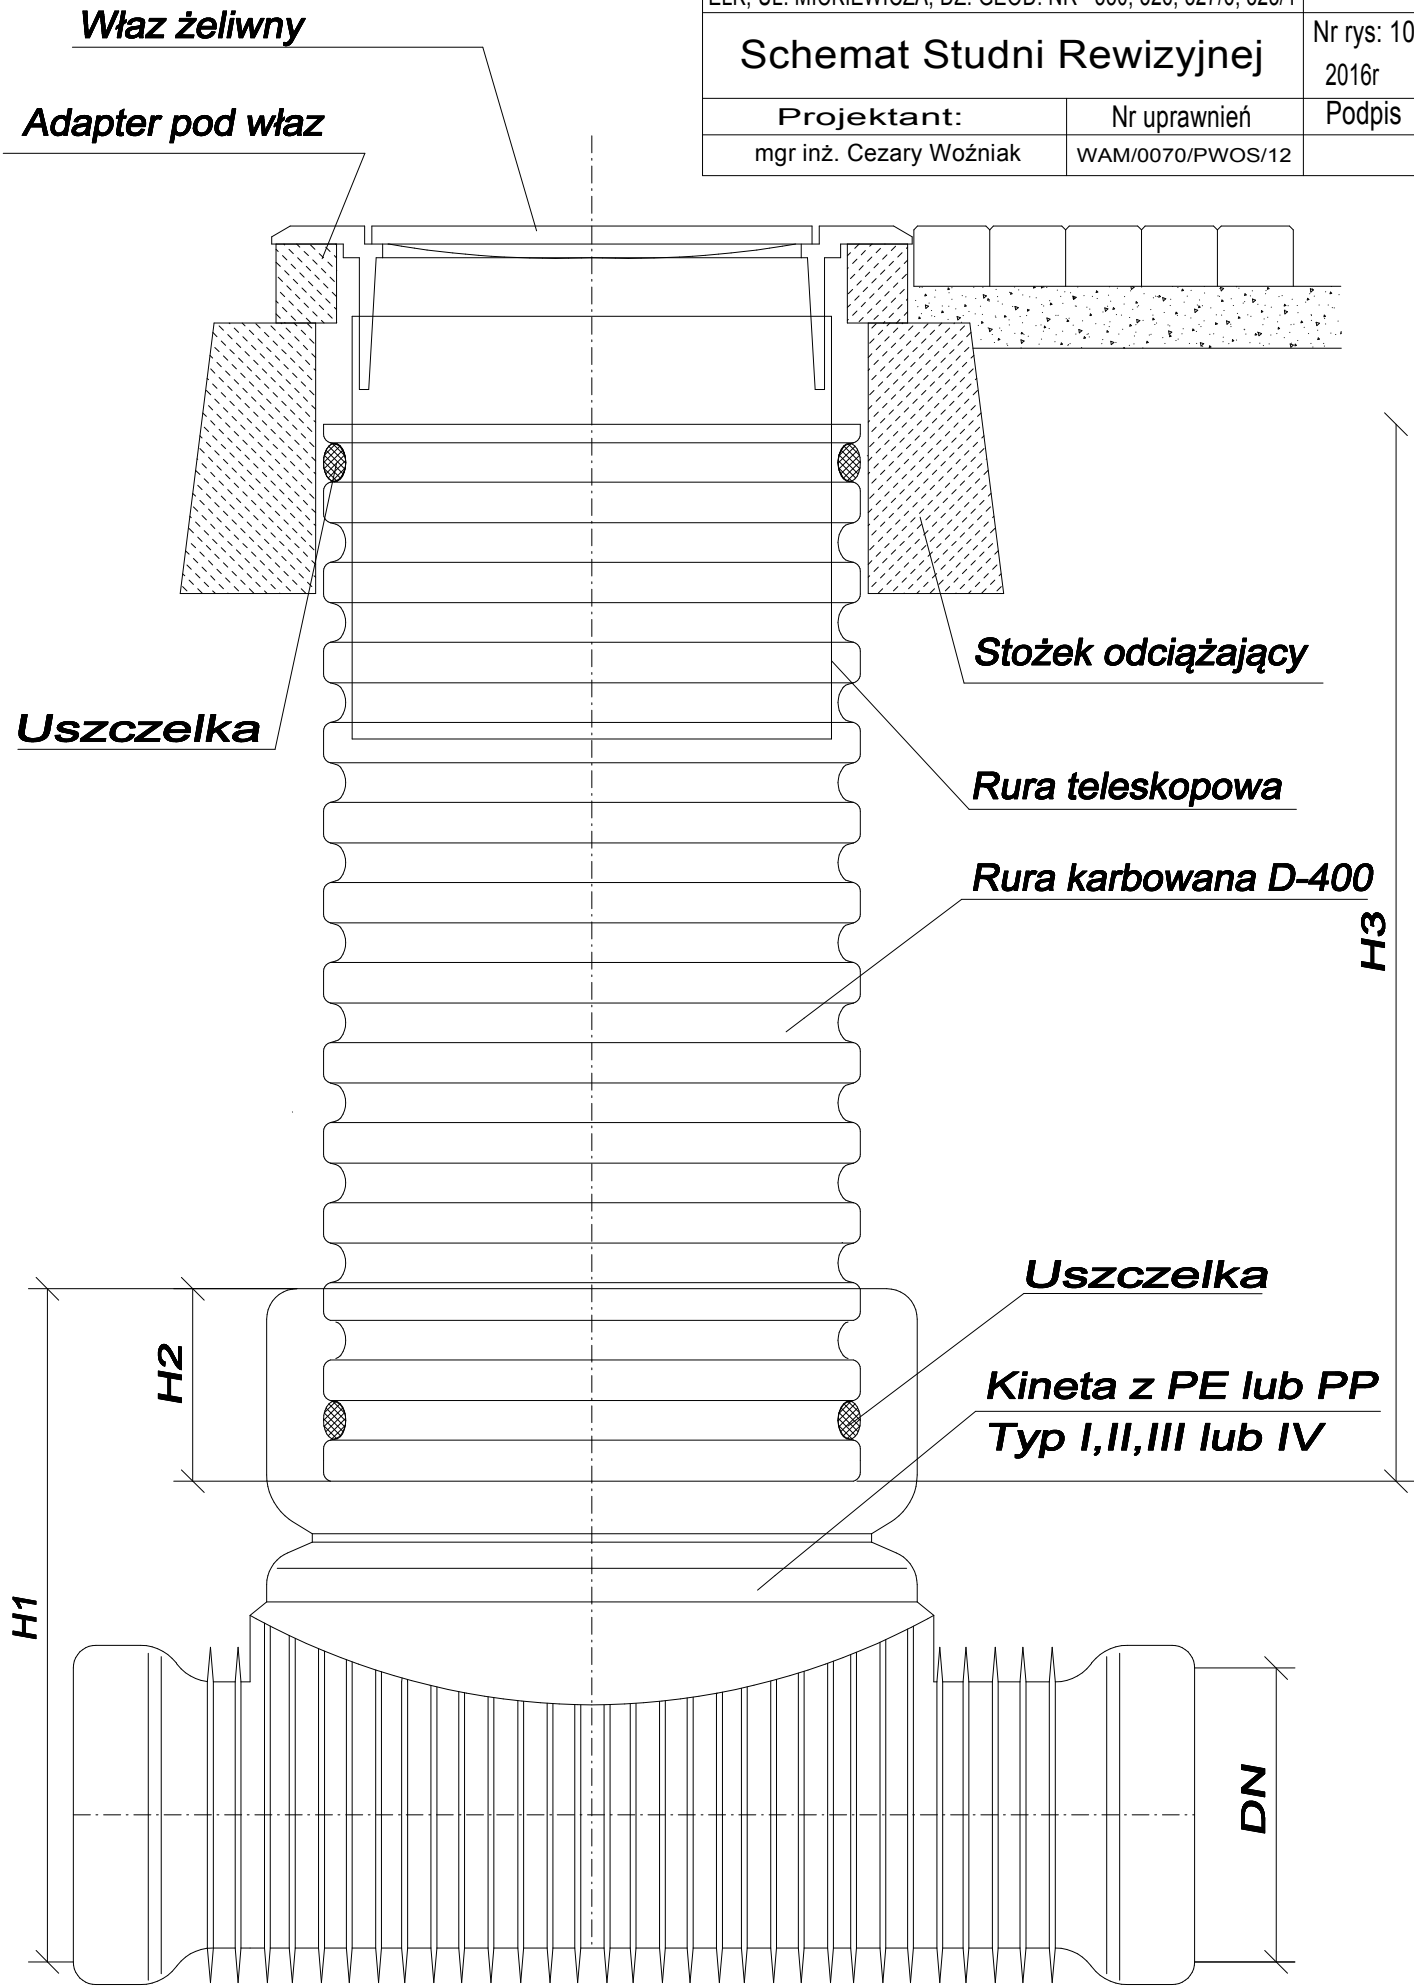 Schemat Studni Rewizyjnej
Nr rys: 10
2016r
Projektant:
Nr uprawnień
Podpis
mgr inż. Cezary Woźniak
WAM/0070/PWOS/12
Właz żeliwny
Adapter pod właz
Stożek odciążający
Uszczelka
Rura teleskopowa
Rura karbowana D-400
H3
Uszczelka
H2
Kineta z PE lub PP
Typ I,II,III lub IV
H1
DN